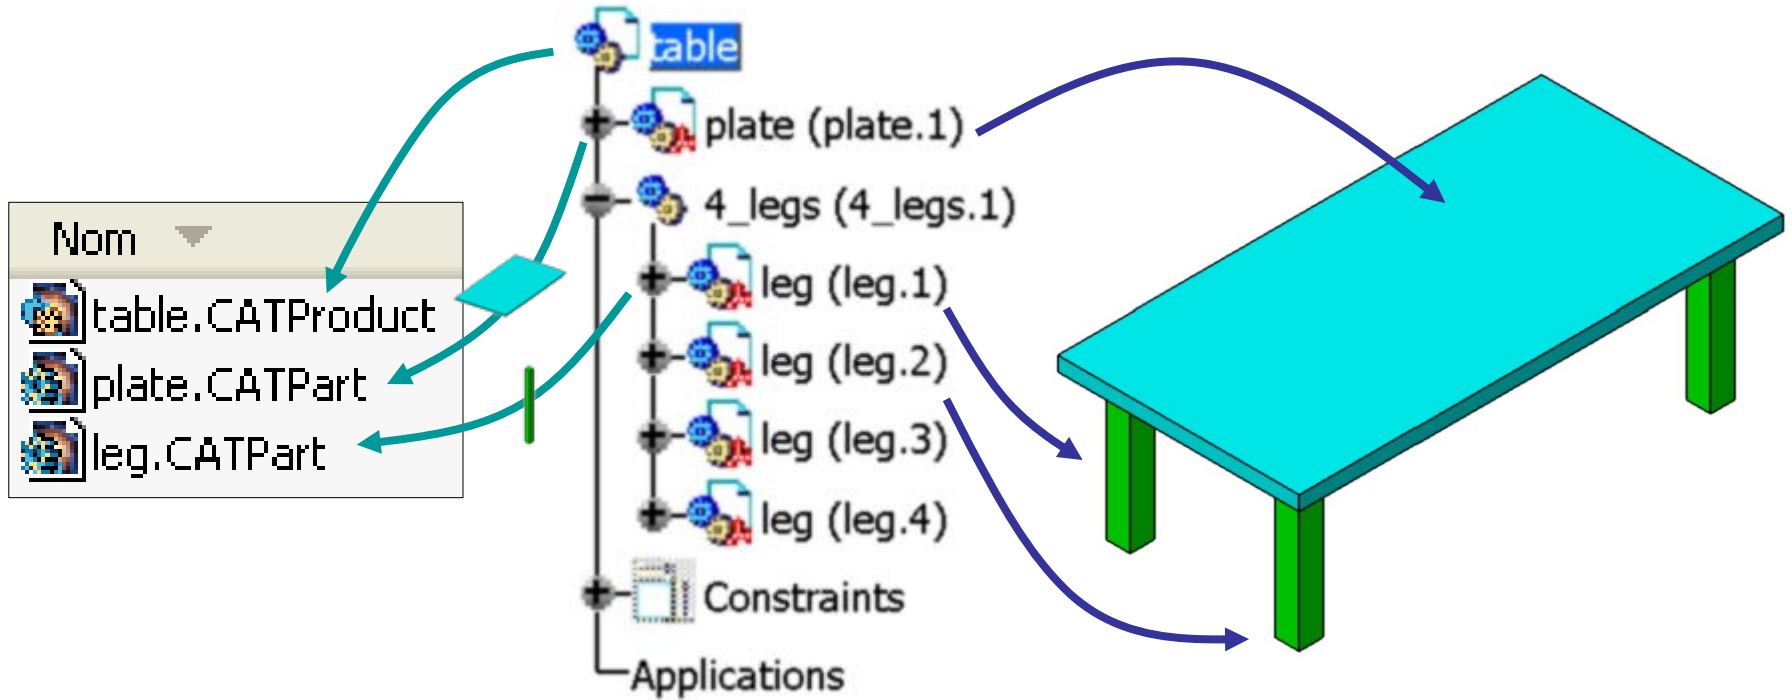 Nom
table.CATProduct
plate.CATPart
leg.CATPart
table
plate (plate.1)
4_legs (4_legs.1)
leg (leg.1)
leg (leg.2)
leg (leg.3)
leg (leg.4)
Constraints
Applications